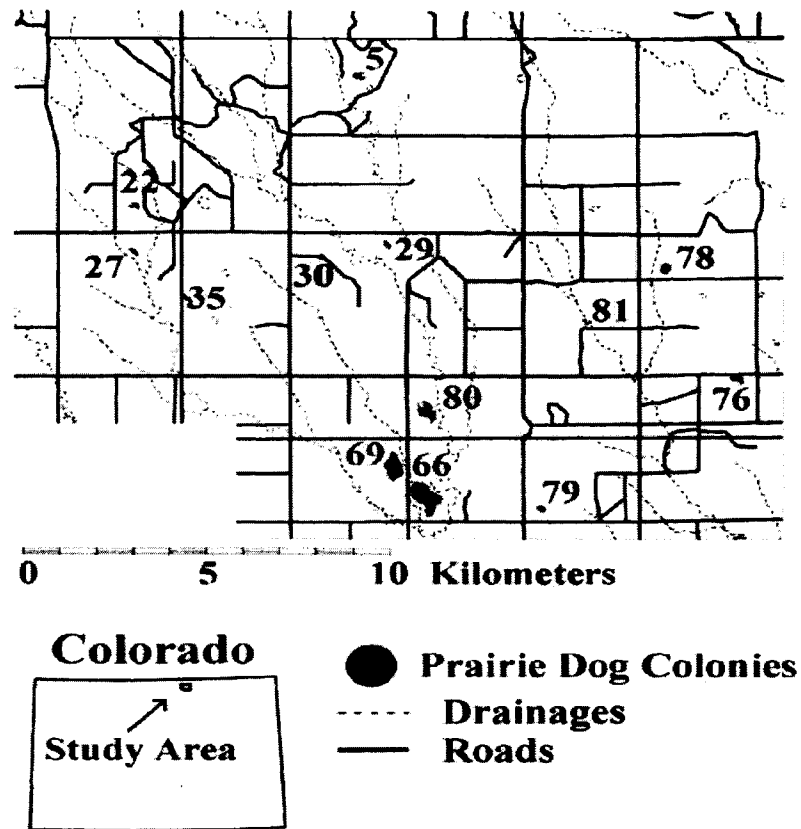 5
22
27
29
30
78
35
81
80
76
69
66
79
0 5 10 Kilometers
Colorado
Study Area
Prairie Dog Colonies
Drainages
Roads